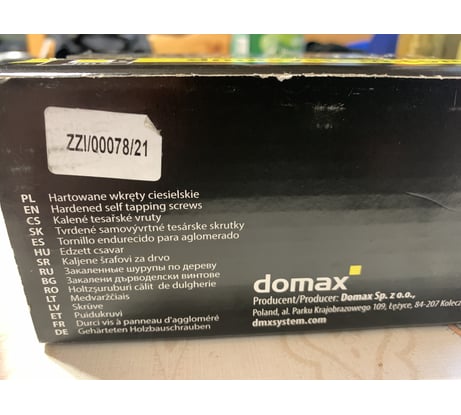 ZZI/00078/21
PL Hartowane wkręty ciesielskie
EN Hardened self tapping screws
CS Kalené tesařské vruty
SK Tvrdené samovývrtné tesárske skrutky
ES Tornillo endurecido para aglomerado
HU Edzett csavar
SR Kaljene šrafovi za drvo
RU Закаленные шурупы по дереву
BG Закалени дърводелски винтове
RO Holtzșuruburi călit de dulgherie
LT Medvaržčiais
LV Skrūve
ET Puidukruvi
FR Durci vis à panneau d'aggloméré
DE Gehärteten Holzbauschrauben
domax
Producent/Producer: Domax Sp. z o.o.,
Poland, al. Parku Krajobrazowego 109, Łężyce, 84-207 Kolecz
dmxsystem.com